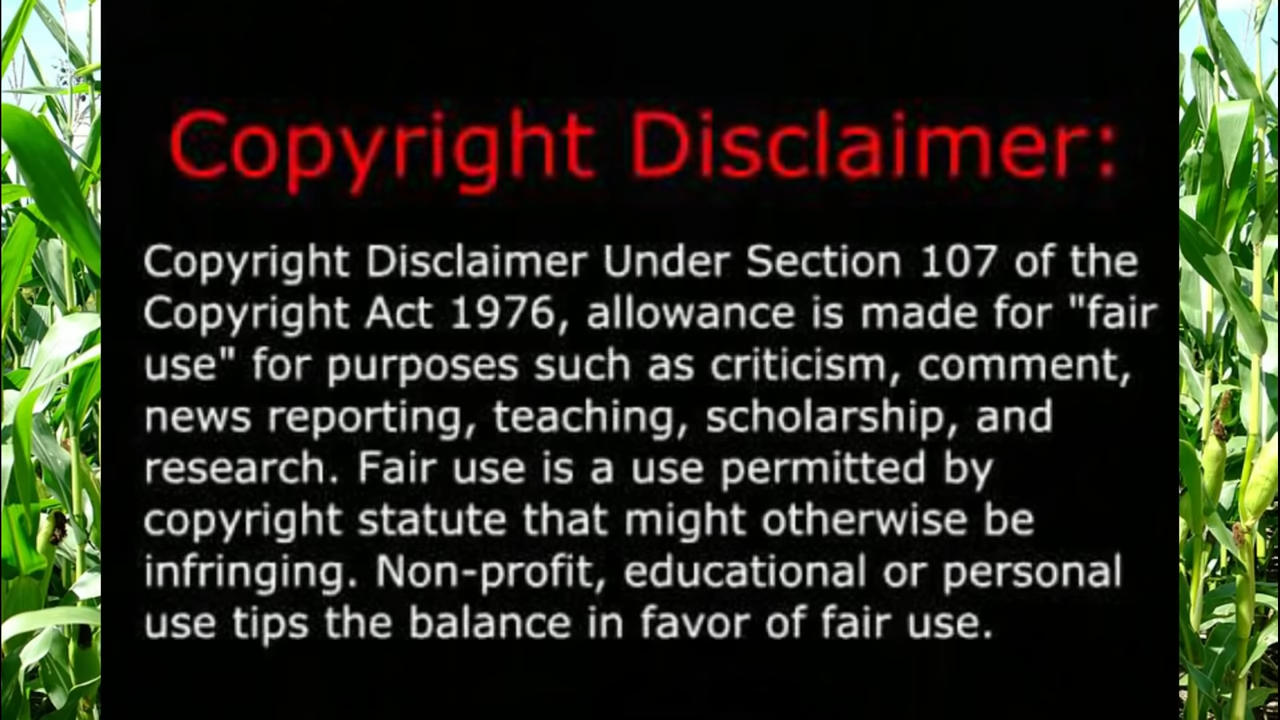 Copyright Disclaimer:
Copyright Disclaimer Under Section 107 of the
Copyright Act 1976, allowance is made for "fair
use" for purposes such as criticism, comment,
news reporting, teaching, scholarship, and
research. Fair use is a use permitted by
copyright statute that might otherwise be
infringing. Non-profit, educational or personal
use tips the balance in favor of fair use.